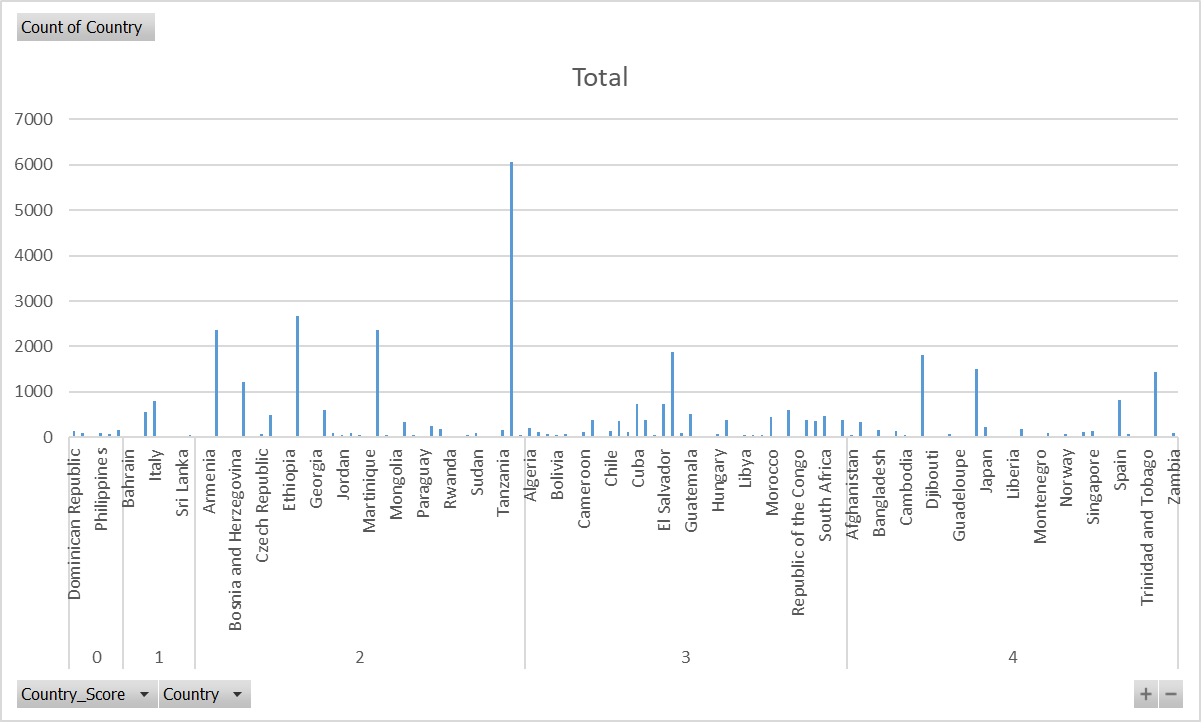 Count of Country
Total
7000
6000
5000
4000
3000
2000
1000
0
Dominican Republic
Philippines
Bahrain
Italy
Sri Lanka
Armenia
Bosnia and Herzegovina
Czech Republic
Ethiopia
Georgia
Jordan
Martinique
Mongolia
Paraguay
Rwanda
Sudan
Tanzania
Algeria
Bolivia
Cameroon
Chile
Cuba
El Salvador
Guatemala
Hungary
Libya
Morocco
Republic of the Congo
South Africa
Afghanistan
Bangladesh
Cambodia
Djibouti
Guadeloupe
Japan
Liberia
Montenegro
Norway
Singapore
Spain
Trinidad and Tobago
Zambia
0
1
2
3
4
Country_Score
Country
+
−